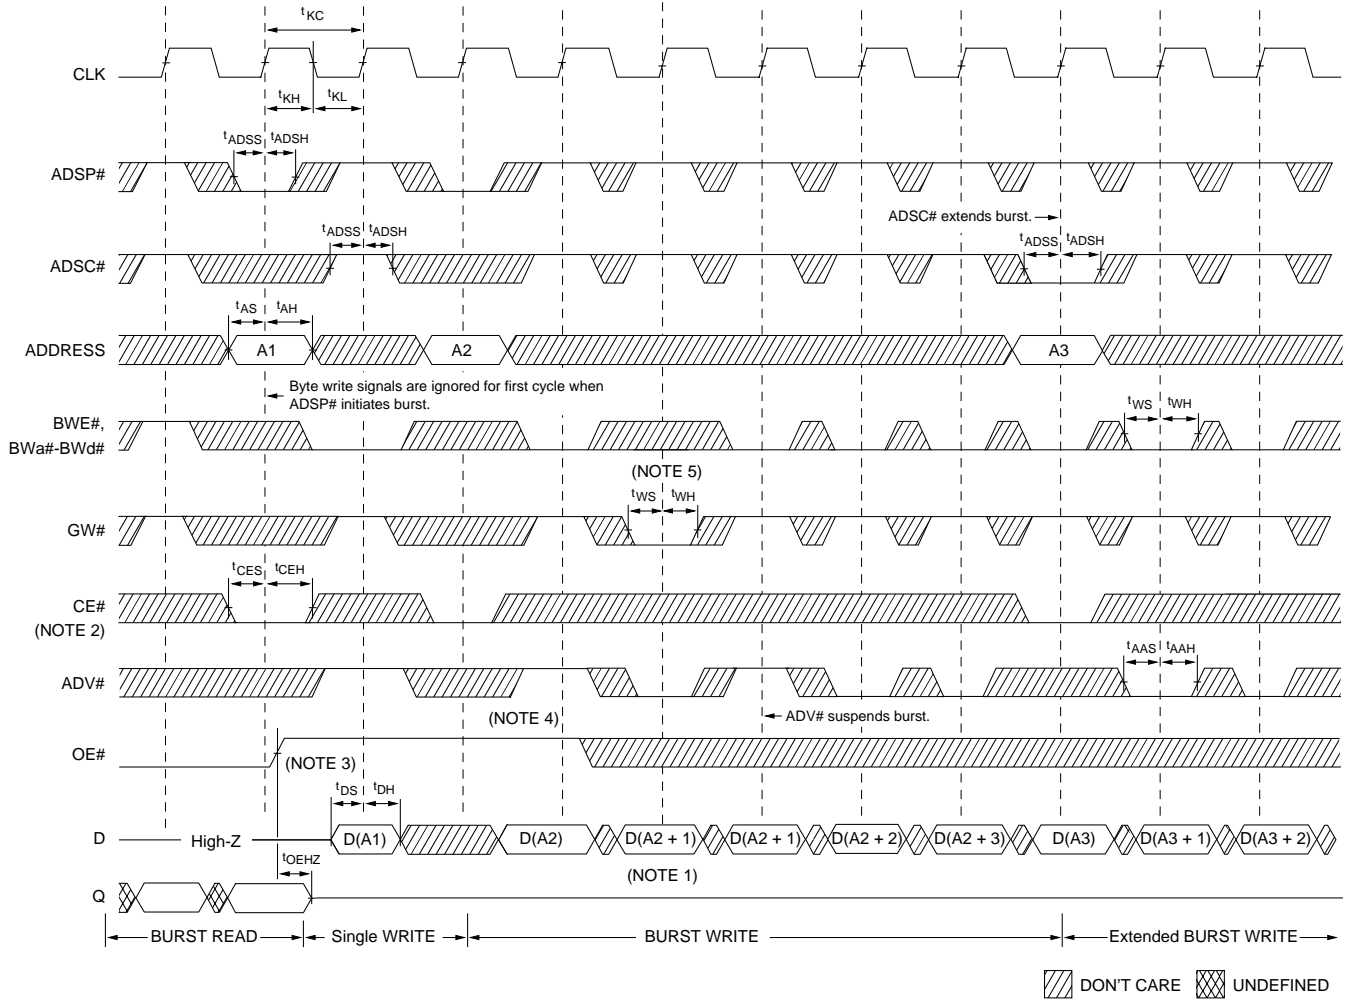 tKC
CLK
tKH
tKL
tADSS
tADSH
ADSP#
ADSC# extends burst.
tADSS
tADSH
tADSS
tADSH
ADSC#
tAS
tAH
ADDRESS
A1
A2
A3
Byte write signals are ignored for first cycle when
ADSP# initiates burst.
BWE#,
BWa#-BWd#
tWS
tWH
(NOTE 5)
tWS
tWH
GW#
tCES
tCEH
CE#
(NOTE 2)
tAAS
tAAH
ADV#
(NOTE 4)
ADV# suspends burst.
OE#
(NOTE 3)
tDS
tDH
D
High-Z
D(A1)
D(A2)
D(A2 + 1)
D(A2 + 1)
D(A2 + 2)
D(A2 + 3)
D(A3)
D(A3 + 1)
D(A3 + 2)
tOEHZ
(NOTE 1)
Q
BURST READ
Single WRITE
BURST WRITE
Extended BURST WRITE
DON'T CARE
UNDEFINED